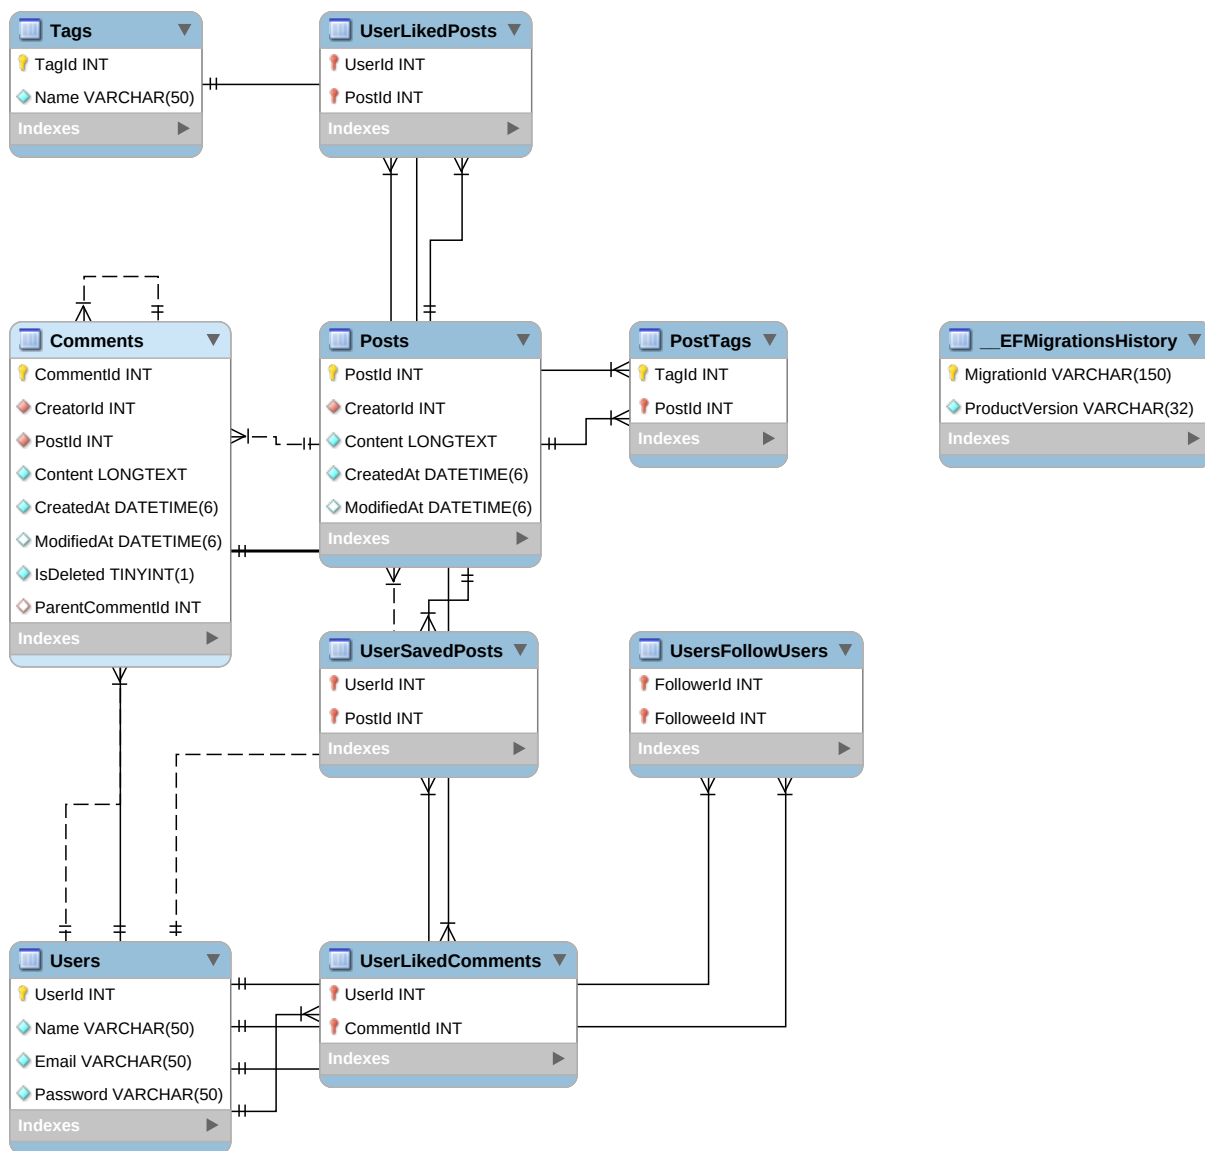 Tags
TagId INT
Name VARCHAR(50)
Indexes
UserLikedPosts
UserId INT
PostId INT
Indexes
Comments
CommentId INT
CreatorId INT
PostId INT
Content LONGTEXT
CreatedAt DATETIME(6)
ModifiedAt DATETIME(6)
IsDeleted TINYINT(1)
ParentCommentId INT
Indexes
Posts
PostId INT
CreatorId INT
Content LONGTEXT
CreatedAt DATETIME(6)
ModifiedAt DATETIME(6)
Indexes
PostTags
TagId INT
PostId INT
Indexes
__EFMigrationsHistory
MigrationId VARCHAR(150)
ProductVersion VARCHAR(32)
Indexes
UserSavedPosts
UserId INT
PostId INT
Indexes
UsersFollowUsers
FollowerId INT
FolloweeId INT
Indexes
Users
UserId INT
Name VARCHAR(50)
Email VARCHAR(50)
Password VARCHAR(50)
Indexes
UserLikedComments
UserId INT
CommentId INT
Indexes